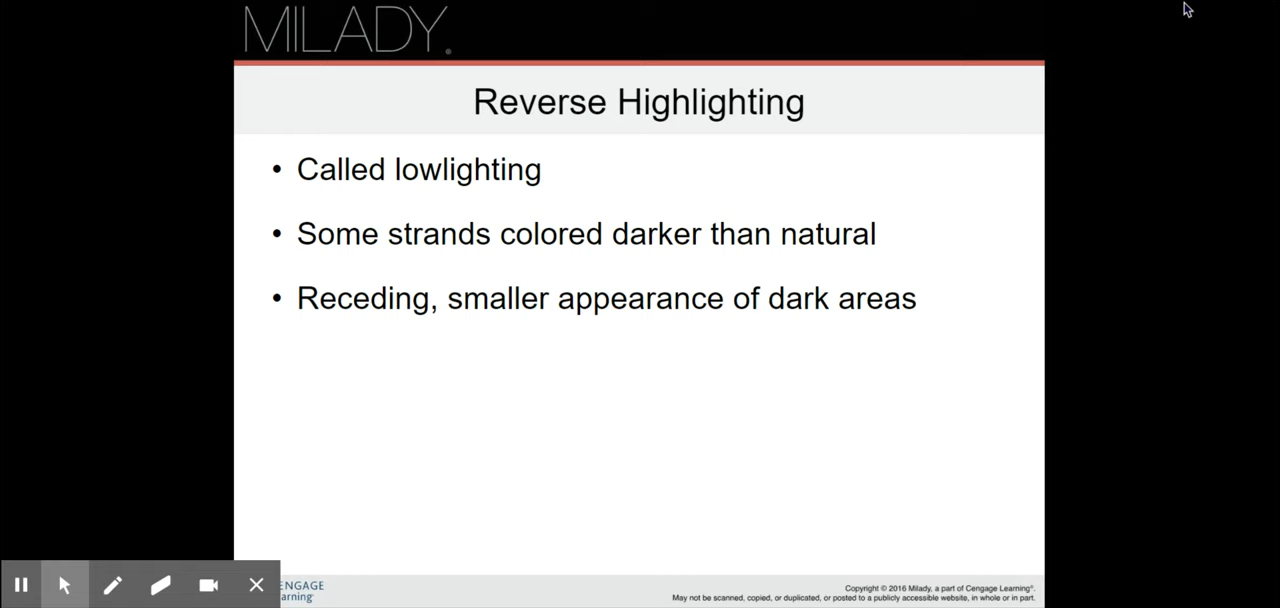 MILADY.
Reverse Highlighting
• Called lowlighting
• Some strands colored darker than natural
• Receding, smaller appearance of dark areas
ENGAGE
arning
Copyright © 2016 Milady, a part of Cengage Learning®.
May not be scanned, copied, or duplicated, or posted to a publicly accessible website, in whole or in part.